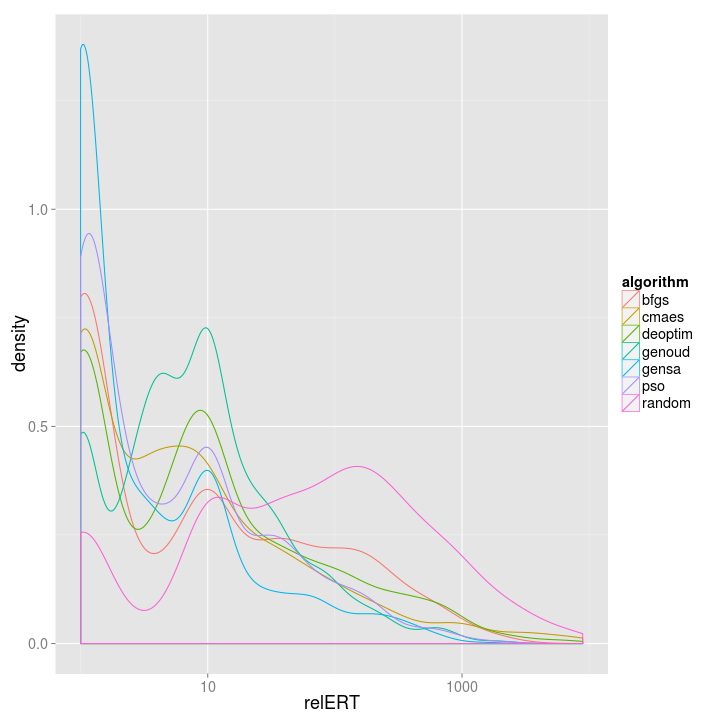 density
1.0
0.5
0.0
10
1000
relERT
algorithm
bfgs
cmaes
deoptim
genoud
gensa
pso
random